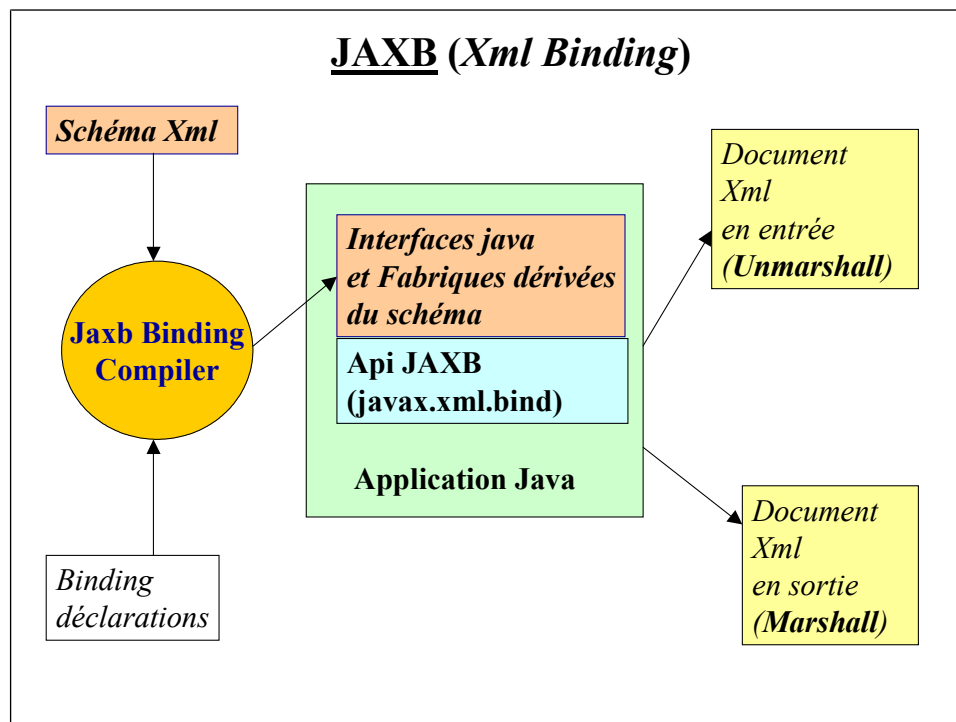 JAXB (Xml Binding)
Schéma Xml
Jaxb Binding
Compiler
Binding
déclarations
Interfaces java
et Fabriques dérivées
du schéma
Api JAXB
(javax.xml.bind)
Application Java
Document
Xml
en entrée
(Unmarshall)
Document
Xml
en sortie
(Marshall)